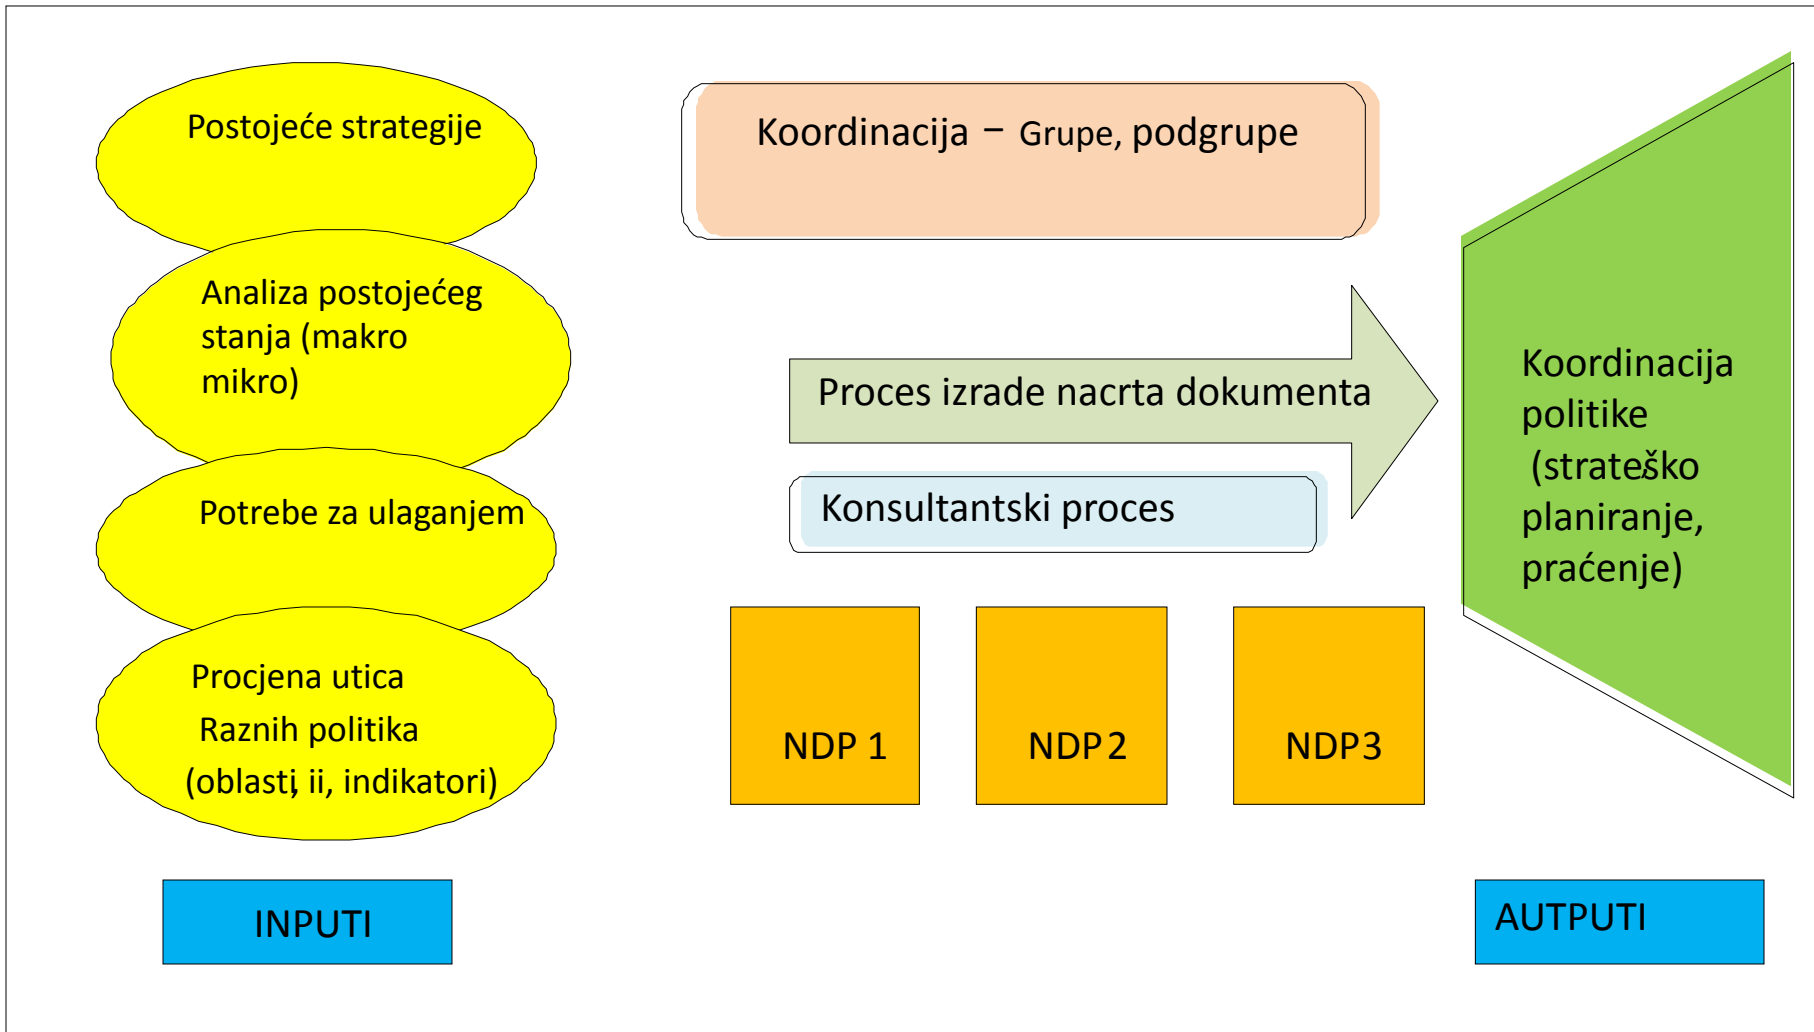 Postojeće strategije
Analiza postojećeg
stanja (makro
mikro)
Potrebe za ulaganjem
Procjena utica
Raznih politika
(oblasti, ii, indikatori)
INPUTI
Koordinacija – Grupe, podgrupe
Proces izrade nacrta dokumenta
Konsultantski proces
NDP 1
NDP 2
NDP3
Koordinacija
politike
(strateško
planiranje,
praćenje)
AUTPUTI